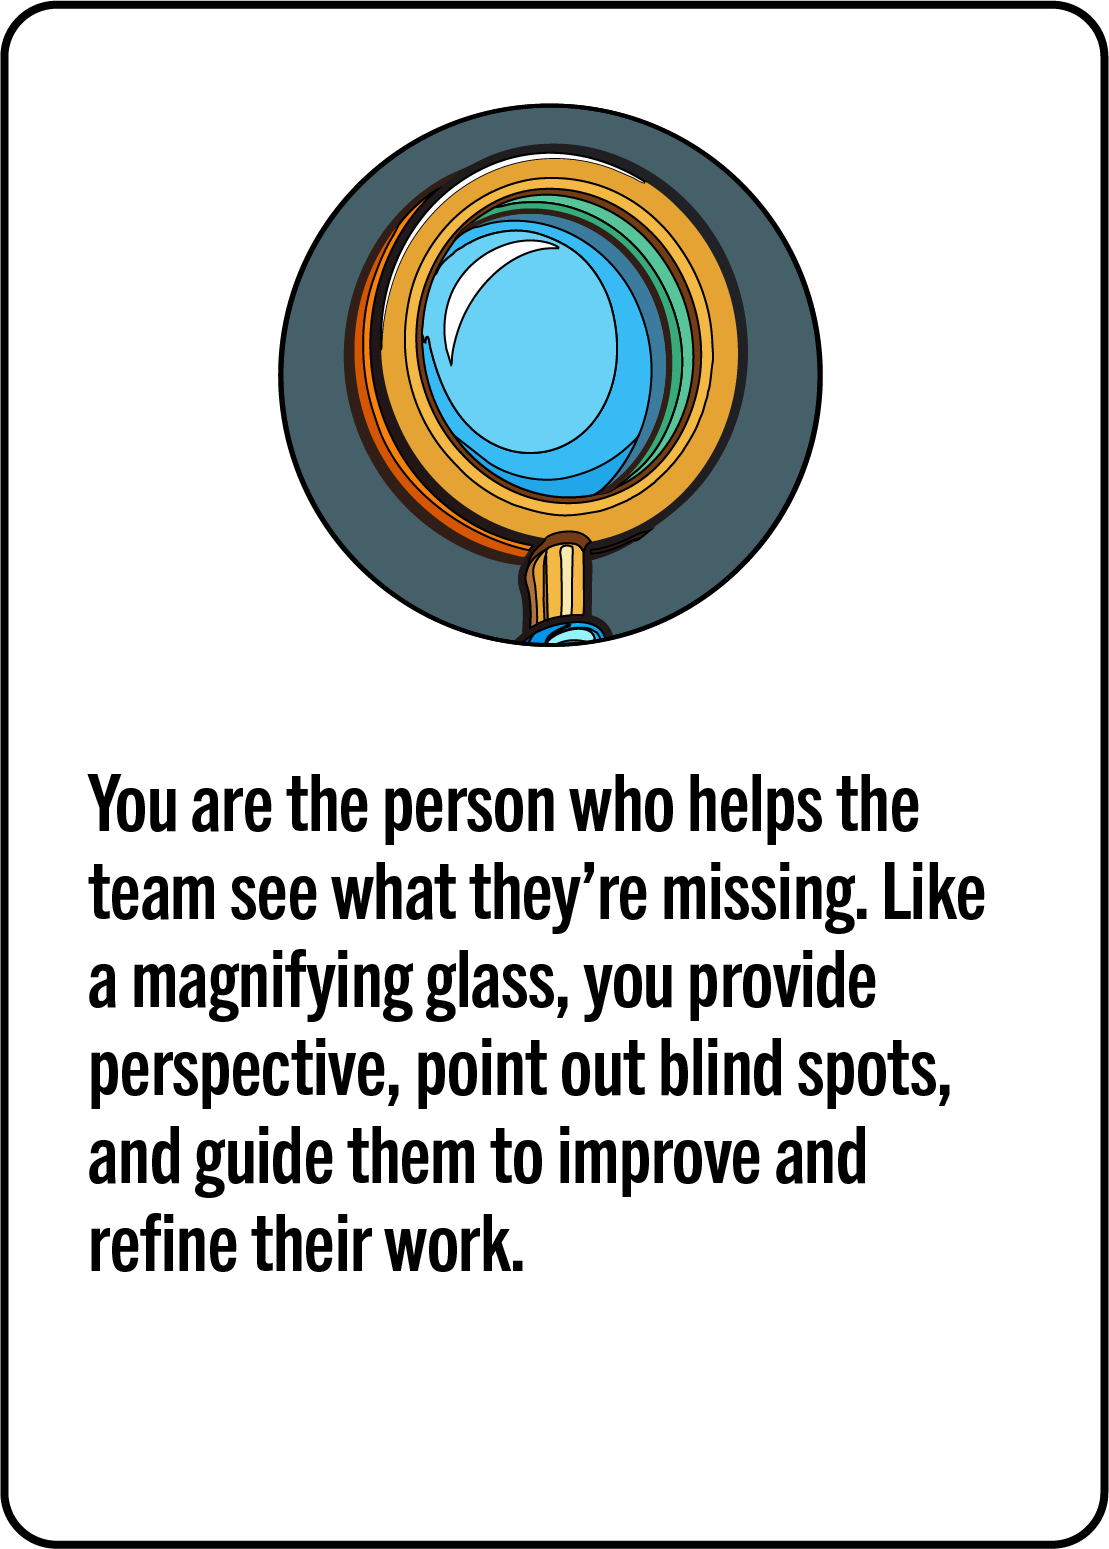 You are the person who helps the
team see what they’re missing. Like
a magnifying glass, you provide
perspective, point out blind spots,
and guide them to improve and
refine their work.